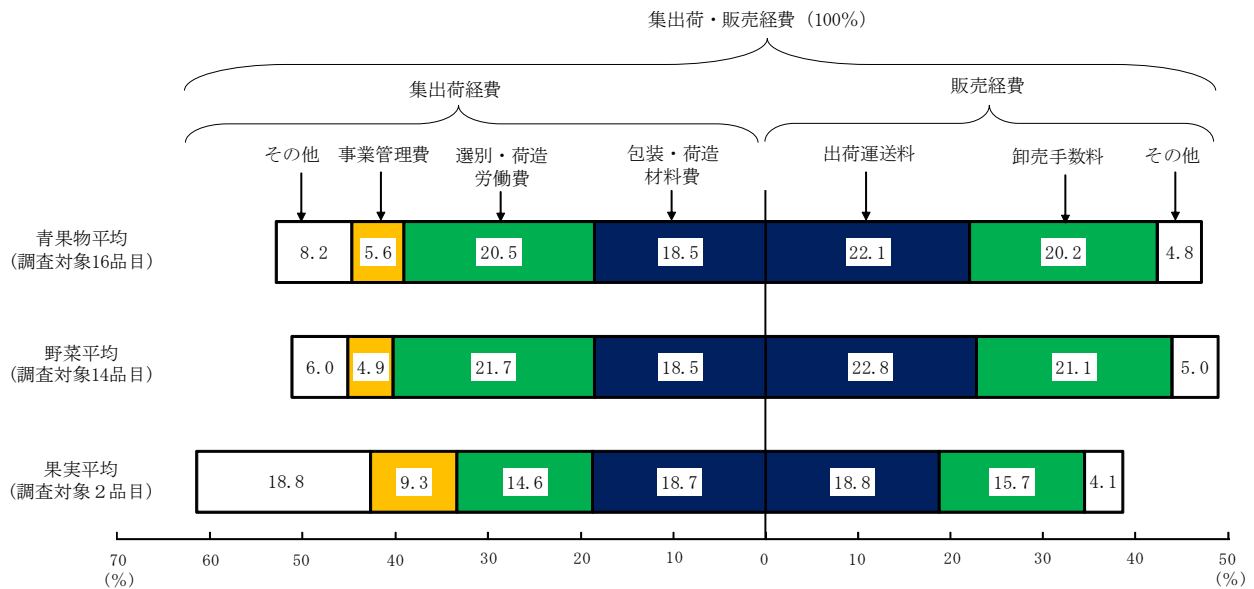 集出荷・販売経費（100%）
集出荷経費
販売経費
その他
事業管理費
選別・荷造
労働費
包装・荷造
材料費
出荷運送料
卸売手数料
その他
青果物平均
（調査対象16品目）
8.2 5.6 20.5 18.5 22.1 20.2 4.8
野菜平均
（調査対象14品目）
6.0 4.9 21.7 18.5 22.8 21.1 5.0
果実平均
（調査対象２品目）
18.8 9.3 14.6 18.7 18.8 15.7 4.1
70 60 50 40 30 20 10 0 10 20 30 40 50
（%） （%）